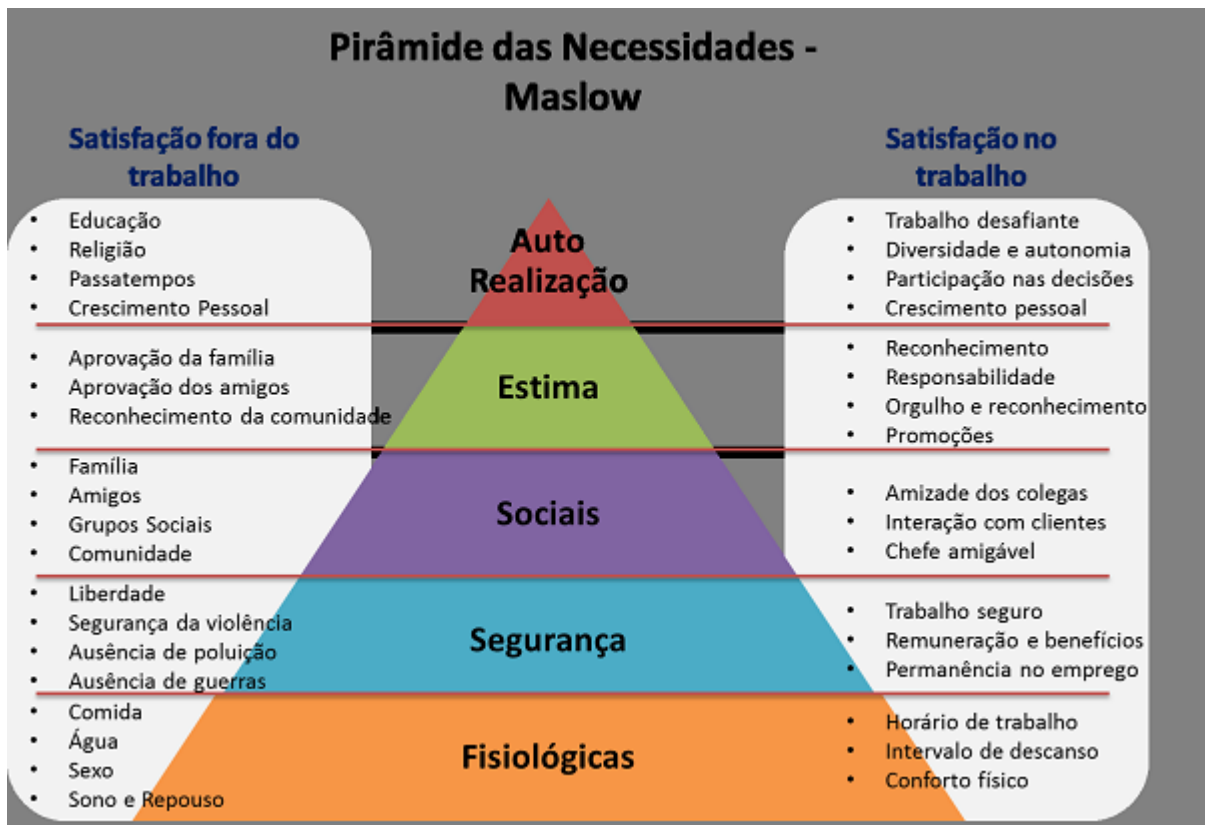 Pirâmide das Necessidades -
Maslow
Satisfação fora do
trabalho
Satisfação no
trabalho
• Educação
• Religião
• Passatempos
• Crescimento Pessoal
Auto
Realização
• Trabalho desafiante
• Diversidade e autonomia
• Participação nas decisões
• Crescimento pessoal
• Aprovação da família
• Aprovação dos amigos
• Reconhecimento da comunidade
Estima
• Reconhecimento
• Responsabilidade
• Orgulho e reconhecimento
• Promoções
• Família
• Amigos
• Grupos Sociais
• Comunidade
Sociais
• Amizade dos colegas
• Interação com clientes
• Chefe amigável
• Liberdade
• Segurança da violência
• Ausência de poluição
• Ausência de guerras
Segurança
• Trabalho seguro
• Remuneração e benefícios
• Permanência no emprego
• Comida
• Água
• Sexo
• Sono e Repouso
Fisiológicas
• Horário de trabalho
• Intervalo de descanso
• Conforto físico